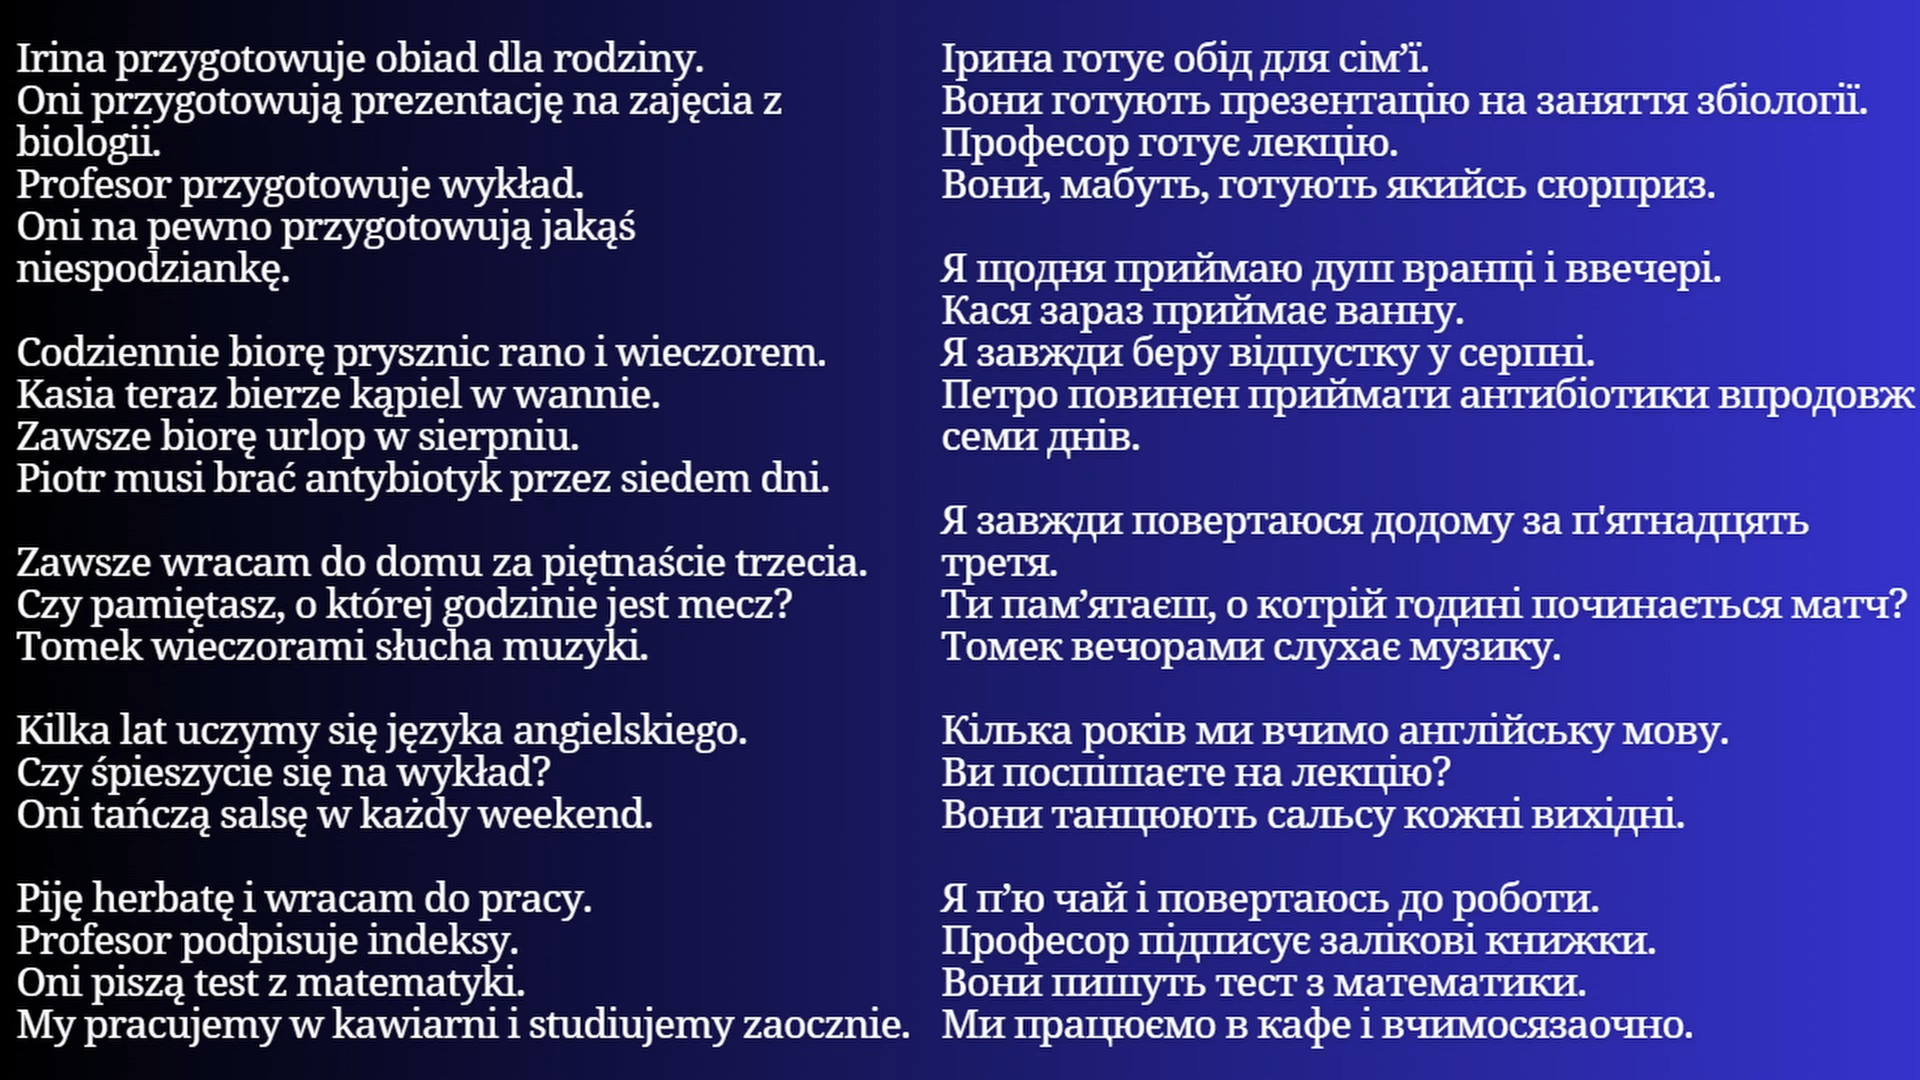 Irina przygotowuje obiad dla rodziny.
Oni przygotowują prezentację na zajęcia z
biologii.
Profesor przygotowuje wykład.
Oni na pewno przygotowują jakąś
niespodziankę.
Codziennie biorę prysznic rano i wieczorem.
Kasia teraz bierze kąpiel w wannie.
Zawsze biorę urlop w sierpniu.
Piotr musi brać antybiotyk przez siedem dni.
Zawsze wracam do domu za piętnaście trzecia.
Czy pamiętasz, o której godzinie jest mecz?
Tomek wieczorami słucha muzyki.
Kilka lat uczymy się języka angielskiego.
Czy śpieszycie się na wykład?
Oni tańczą salsę w każdy weekend.
Piję herbatę i wracam do pracy.
Profesor podpisuje indeksy.
Oni piszą test z matematyki.
My pracujemy w kawiarni i studiujemy zaocznie.
Ірина готує обід для сім’ї.
Вони готують презентацію на заняття збіології.
Професор готує лекцію.
Вони, мабуть, готують якийсь сюрприз.
Я щодня приймаю душ вранці і ввечері.
Кася зараз приймає ванну.
Я завжди беру відпустку у серпні.
Петро повинен приймати антибіотики впродовж
семи днів.
Я завжди повертаюся додому за п'ятнадцять
третя.
Ти пам’ятаєш, о котрій годині починається матч?
Томек вечорами слухає музику.
Кілька років ми вчимо англійську мову.
Ви поспішаєте на лекцію?
Вони танцюють сальсу кожні вихідні.
Я п’ю чай і повертаюсь до роботи.
Професор підписує залікові книжки.
Вони пишуть тест з математики.
Ми працюємо в кафе і вчимосязаочно.